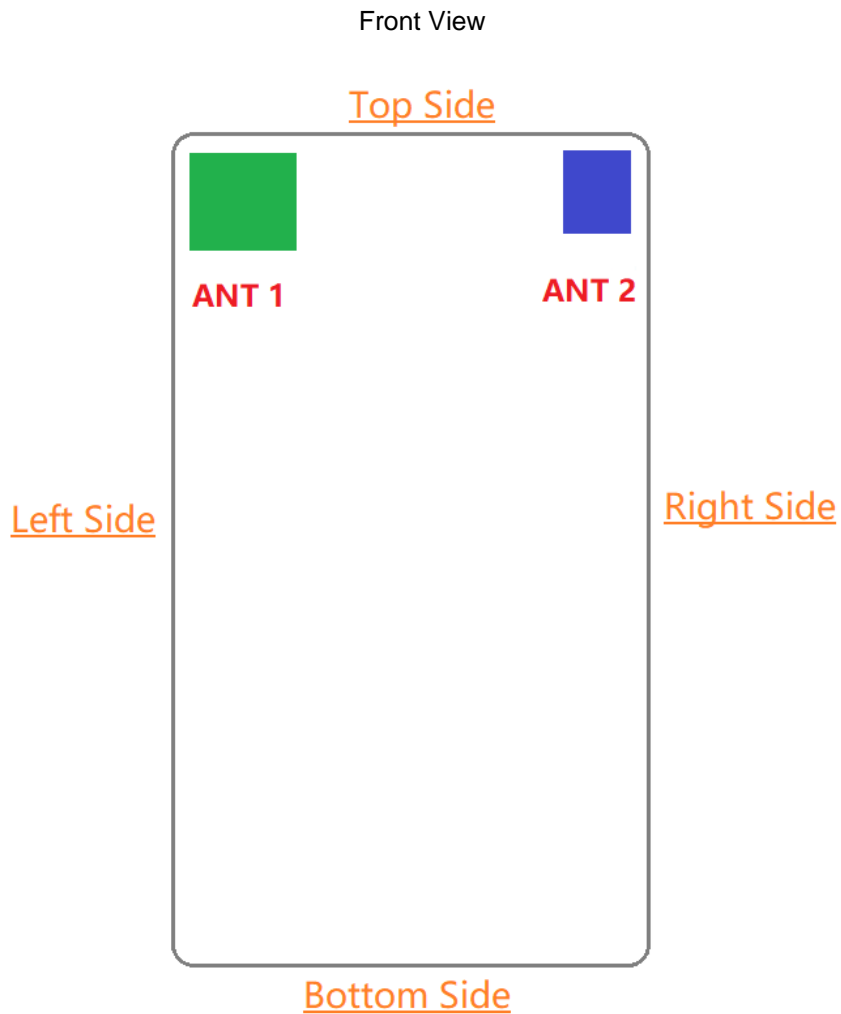 Front View
Top Side
ANT 1
ANT 2
Left Side
Right Side
Bottom Side